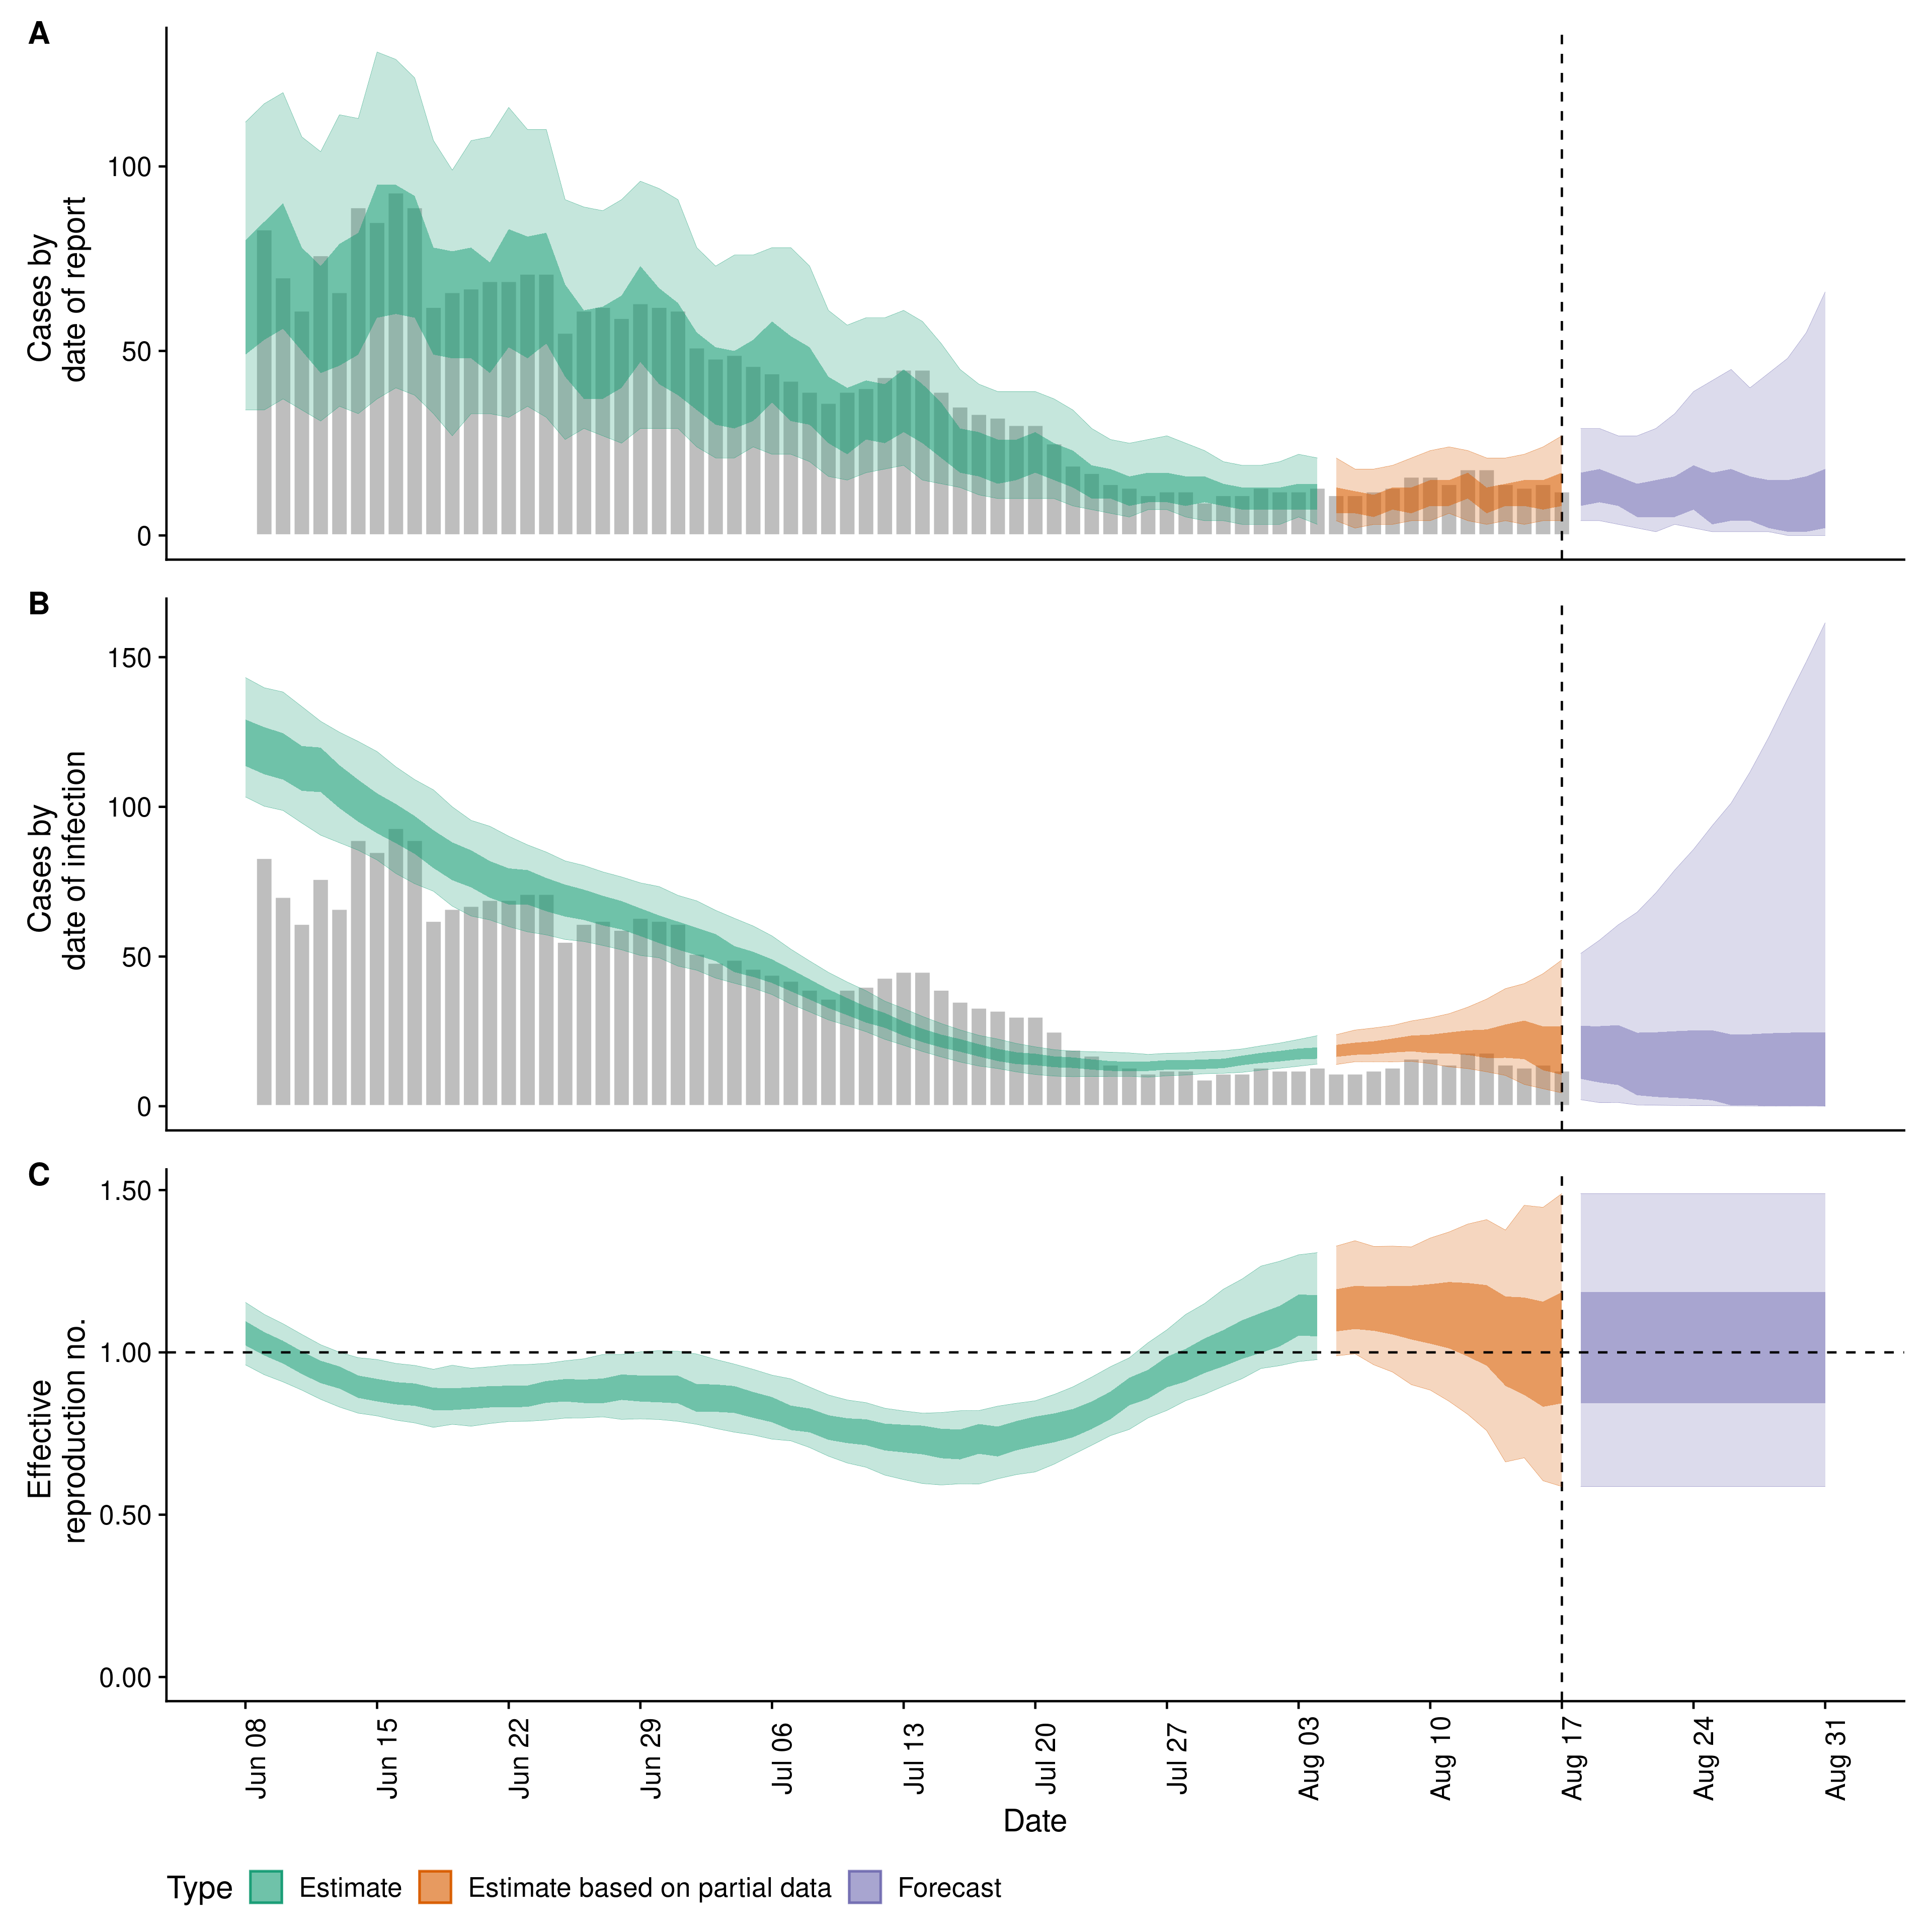 A
Cases by
date of report
100
50
0
B
Cases by
date of infection
150
100
50
0
C
Effective
reproduction no.
1.50
1.00
0.50
0.00
Jun 08
Jun 15
Jun 22
Jun 29
Jul 06
Jul 13
Jul 20
Jul 27
Aug 03
Aug 10
Aug 17
Aug 24
Aug 31
Date
Type Estimate Estimate based on partial data Forecast